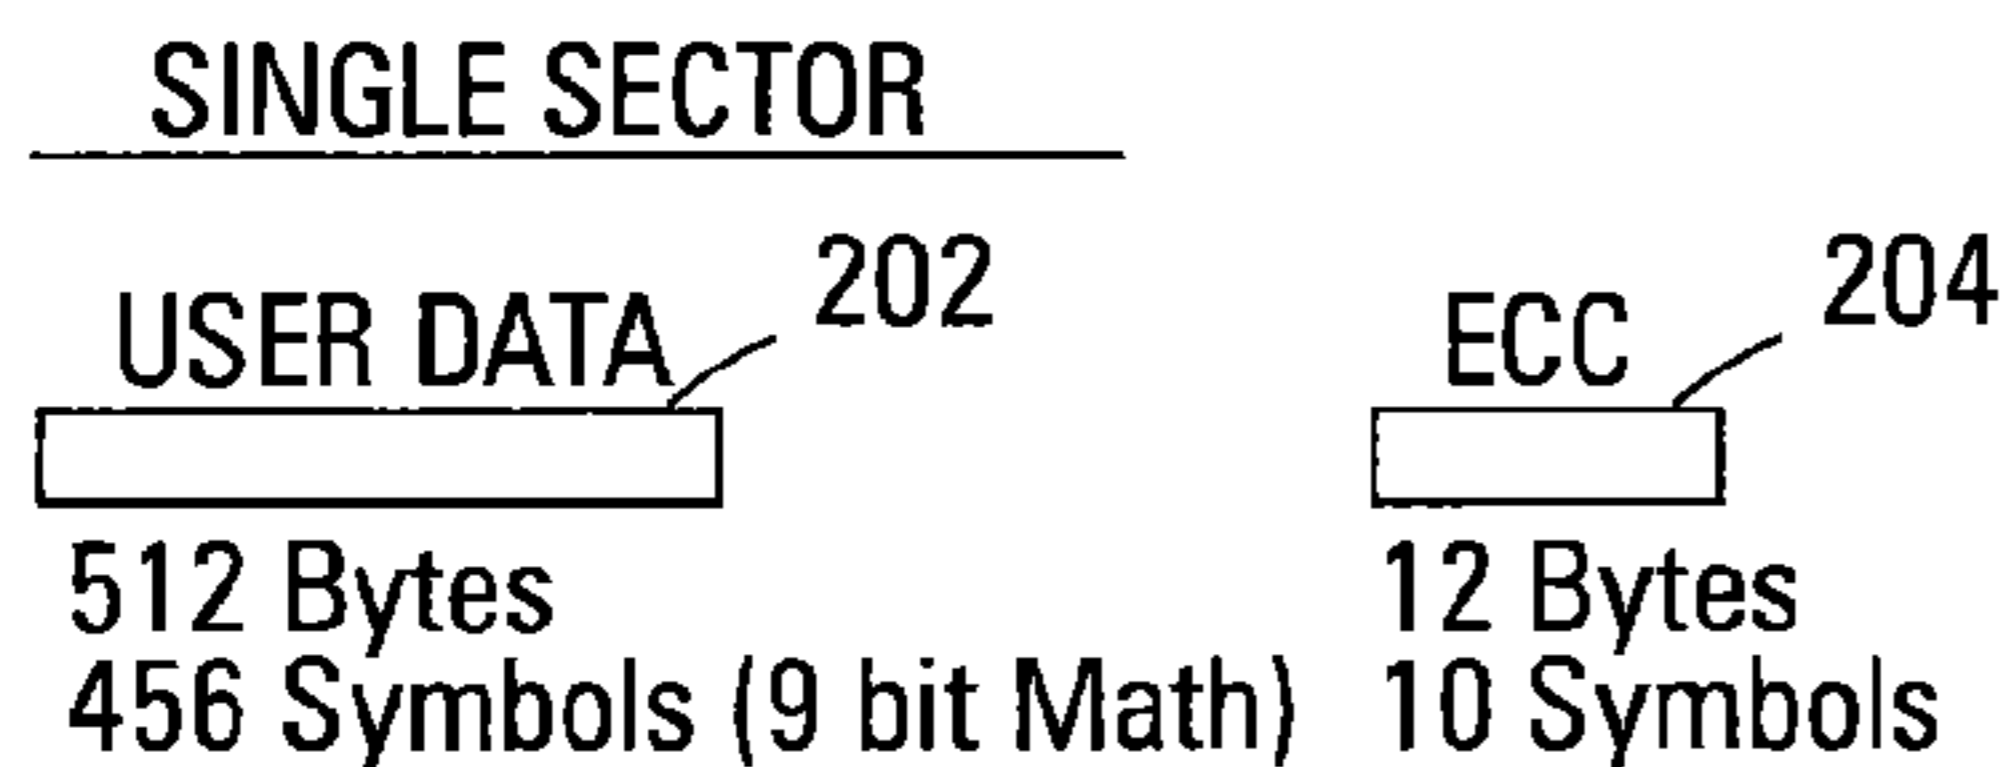 SINGLE SECTOR
USER DATA 202
ECC 204
512 Bytes
456 Symbols (9 bit Math)
12 Bytes
10 Symbols